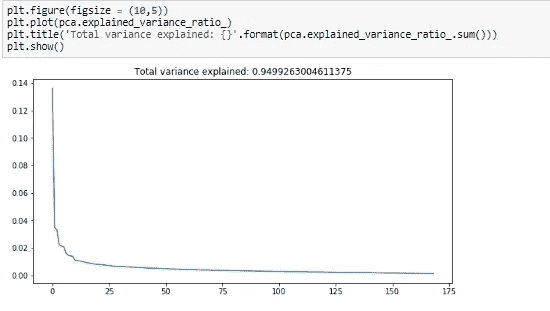 plt.figure(figsize = (10,5))
plt.plot(pca.explained_variance_ratio_)
plt.title('Total variance explained: {}'.format(pca.explained_variance_ratio_.sum()))
plt.show()
Total variance explained: 0.9499263004611375
0.14
0.12
0.10
0.08
0.06
0.04
0.02
0.00
0 25 50 75 100 125 150 175